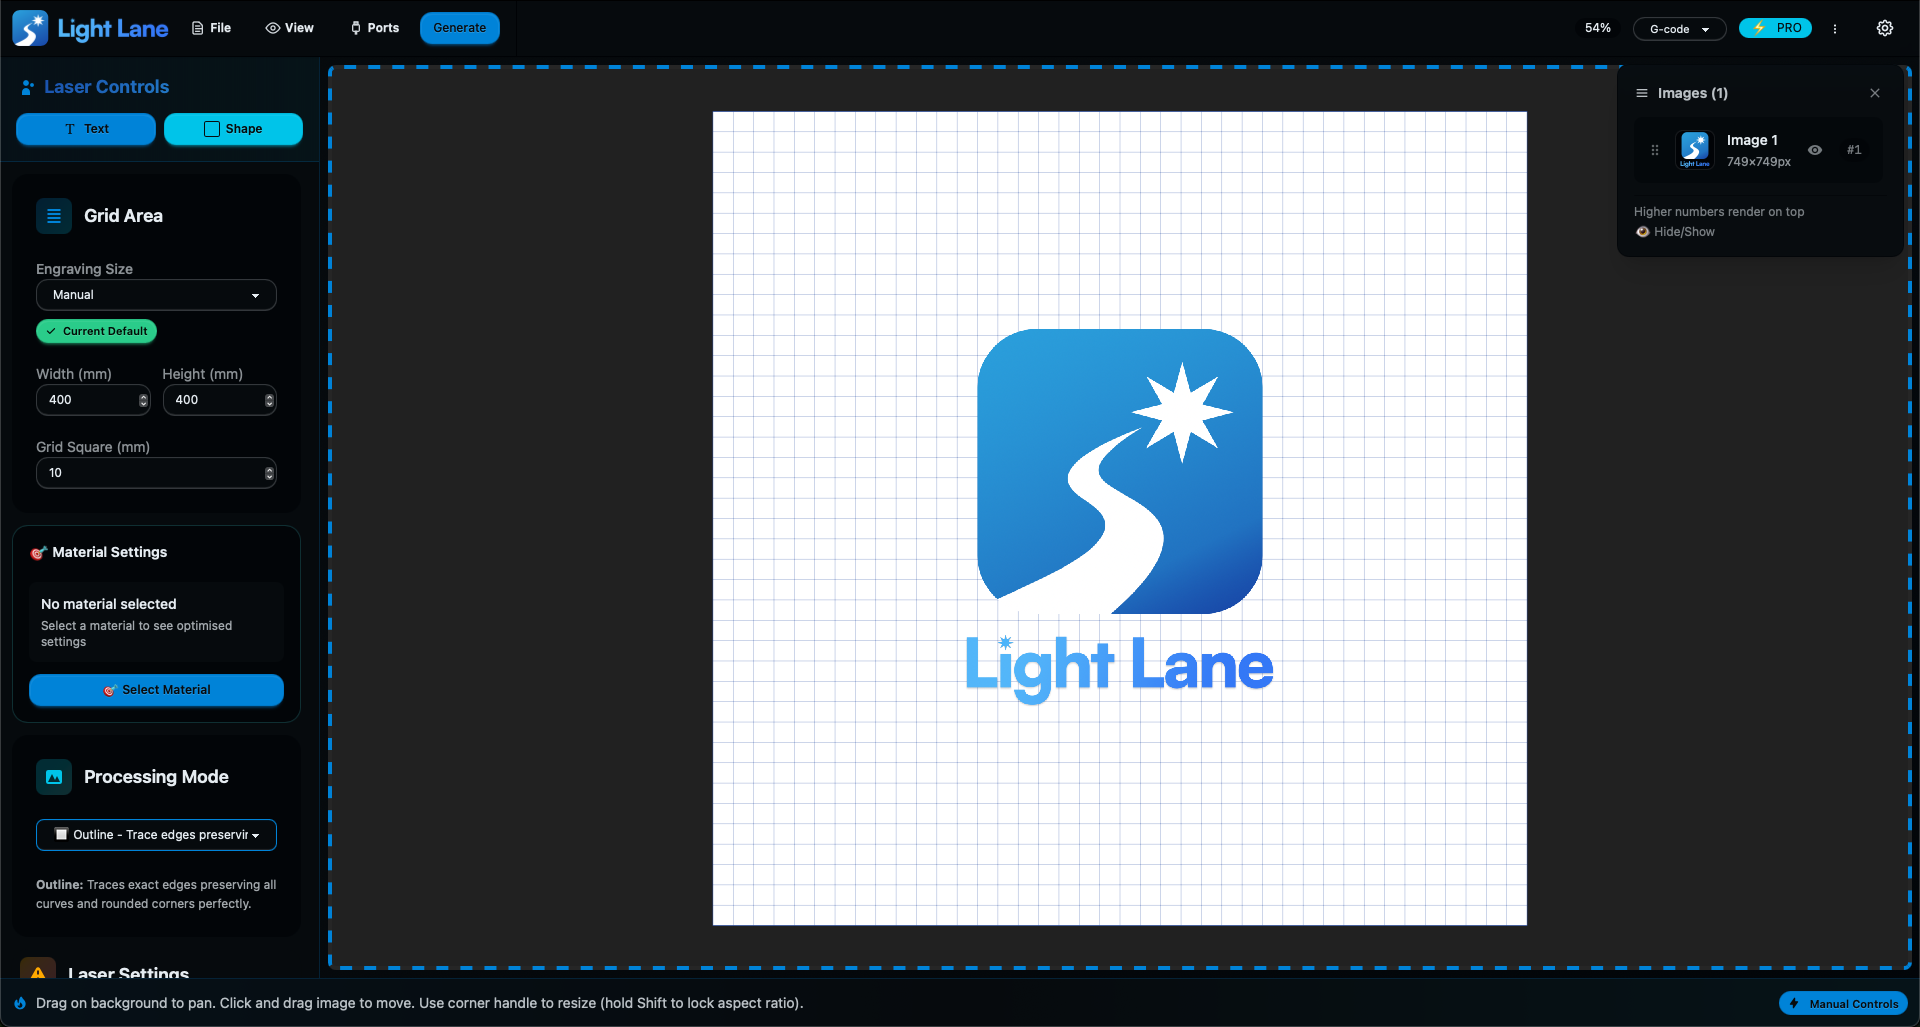 Light Lane
File
View
Ports
Generate
54%
G-code
PRO
Laser Controls
T Text
Shape
Grid Area
Engraving Size
Manual
Current Default
Width (mm)
Height (mm)
400
400
Grid Square (mm)
10
Material Settings
No material selected
Select a material to see optimised
settings
Select Material
Processing Mode
Outline - Trace edges preservir
Outline: Traces exact edges preserving all
curves and rounded corners perfectly.
Laser Settings
Light Lane
Images (1)
Light Lane
Image 1
749×749px
#1
Higher numbers render on top
Hide/Show
Drag on background to pan. Click and drag image to move. Use corner handle to resize (hold Shift to lock aspect ratio).
Manual Controls